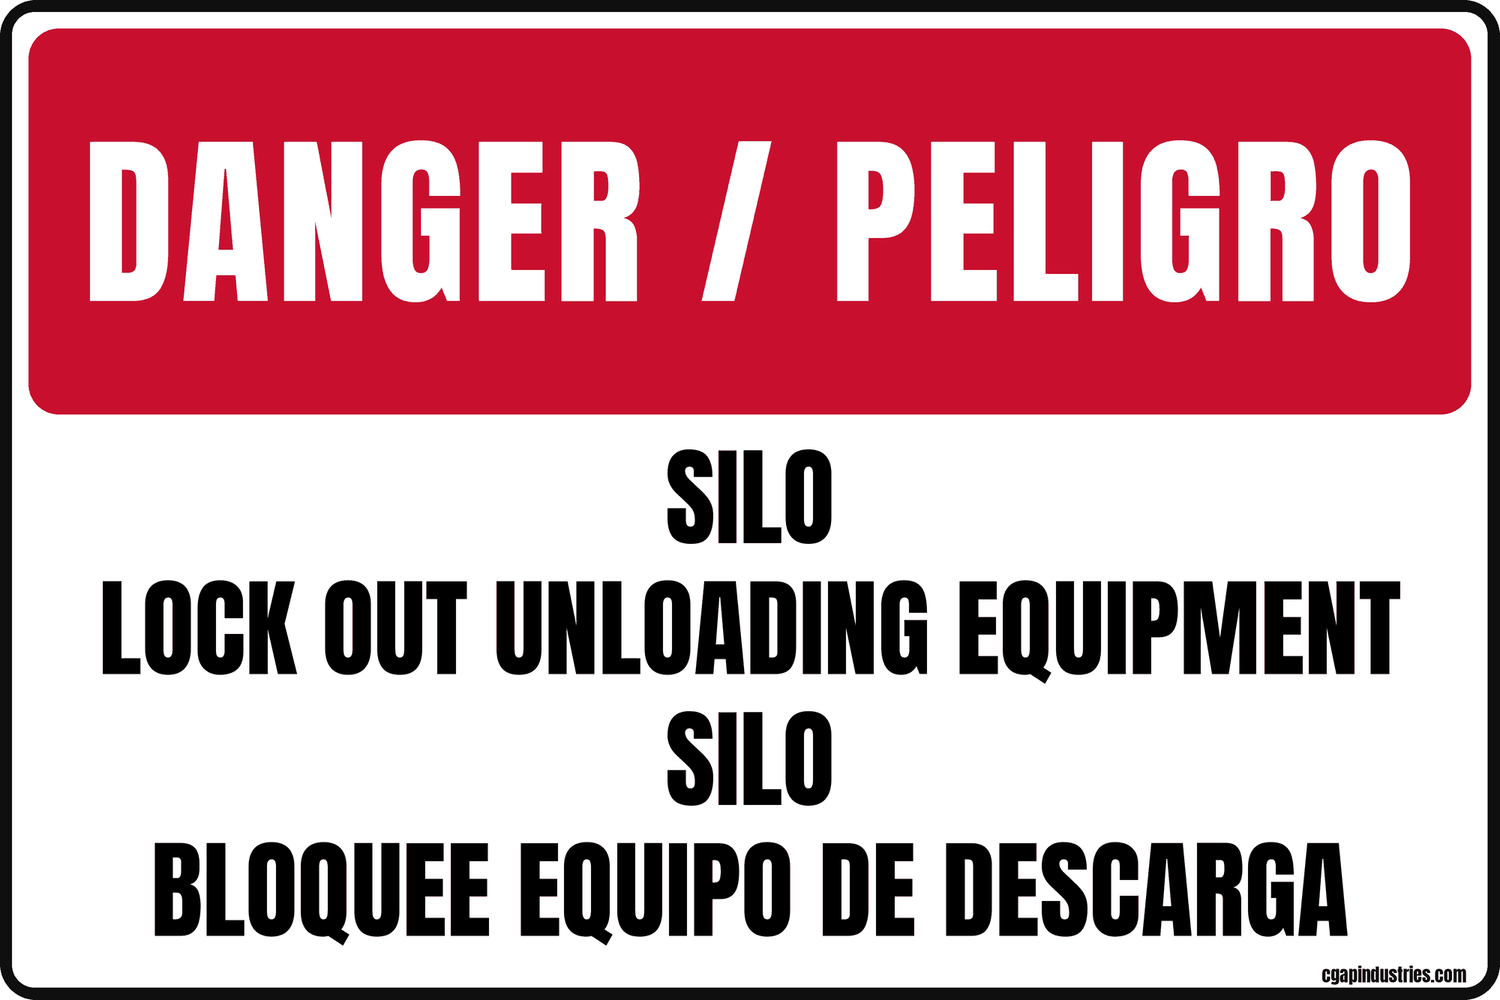 DANGER / PELIGRO
SILO
LOCK OUT UNLOADING EQUIPMENT
SILO
BLOQUEE EQUIPO DE DESCARGA
cgapindustries.com